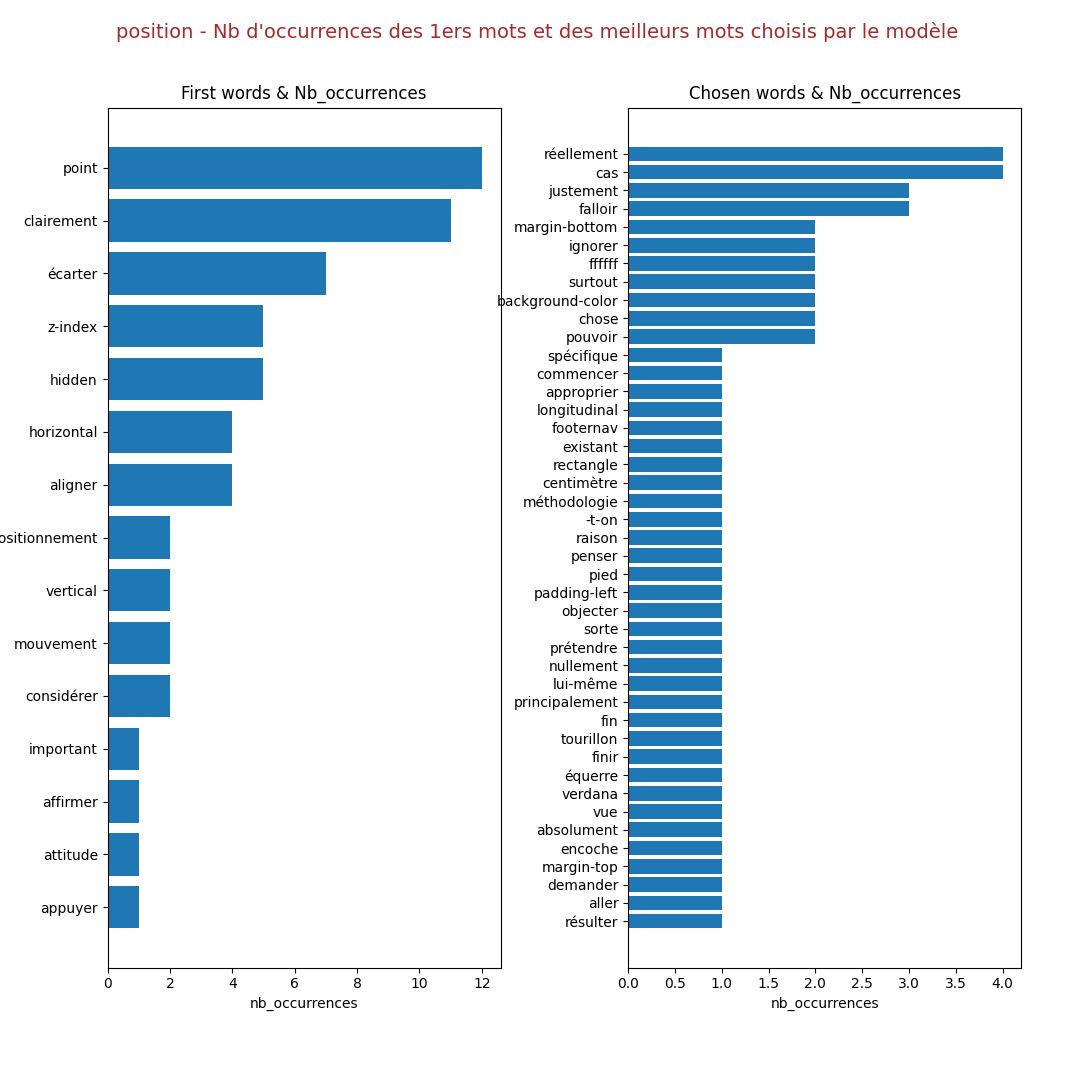 position - Nb d'occurrences des 1ers mots et des meilleurs mots choisis par le modèle
First words & Nb_occurrences
point
clairement
écarter
z-index
hidden
horizontal
aligner
ositionnement
vertical
mouvement
considérer
important
affirmer
attitude
appuyer
0 2 4 6 8 10 12
nb_occurrences
Chosen words & Nb_occurrences
réellement
cas
justement
falloir
margin-bottom
ignorer
ffffff
surtout
background-color
chose
pouvoir
spécifique
commencer
approprier
longitudinal
footernav
existant
rectangle
centimètre
méthodologie
-t-on
raison
penser
pied
padding-left
objecter
sorte
prétendre
nullement
lui-même
principalement
fin
tourillon
finir
équerre
verdana
vue
absolument
encoche
margin-top
demander
aller
résulter
0.0 0.5 1.0 1.5 2.0 2.5 3.0 3.5 4.0
nb_occurrences